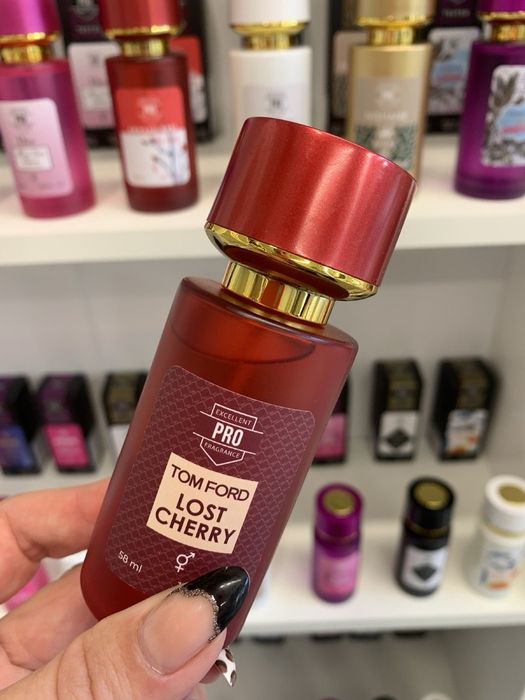 EXCELLENT
PRO
FRAGRANCE
TOM FORD
LOST
CHERRY
58 ml